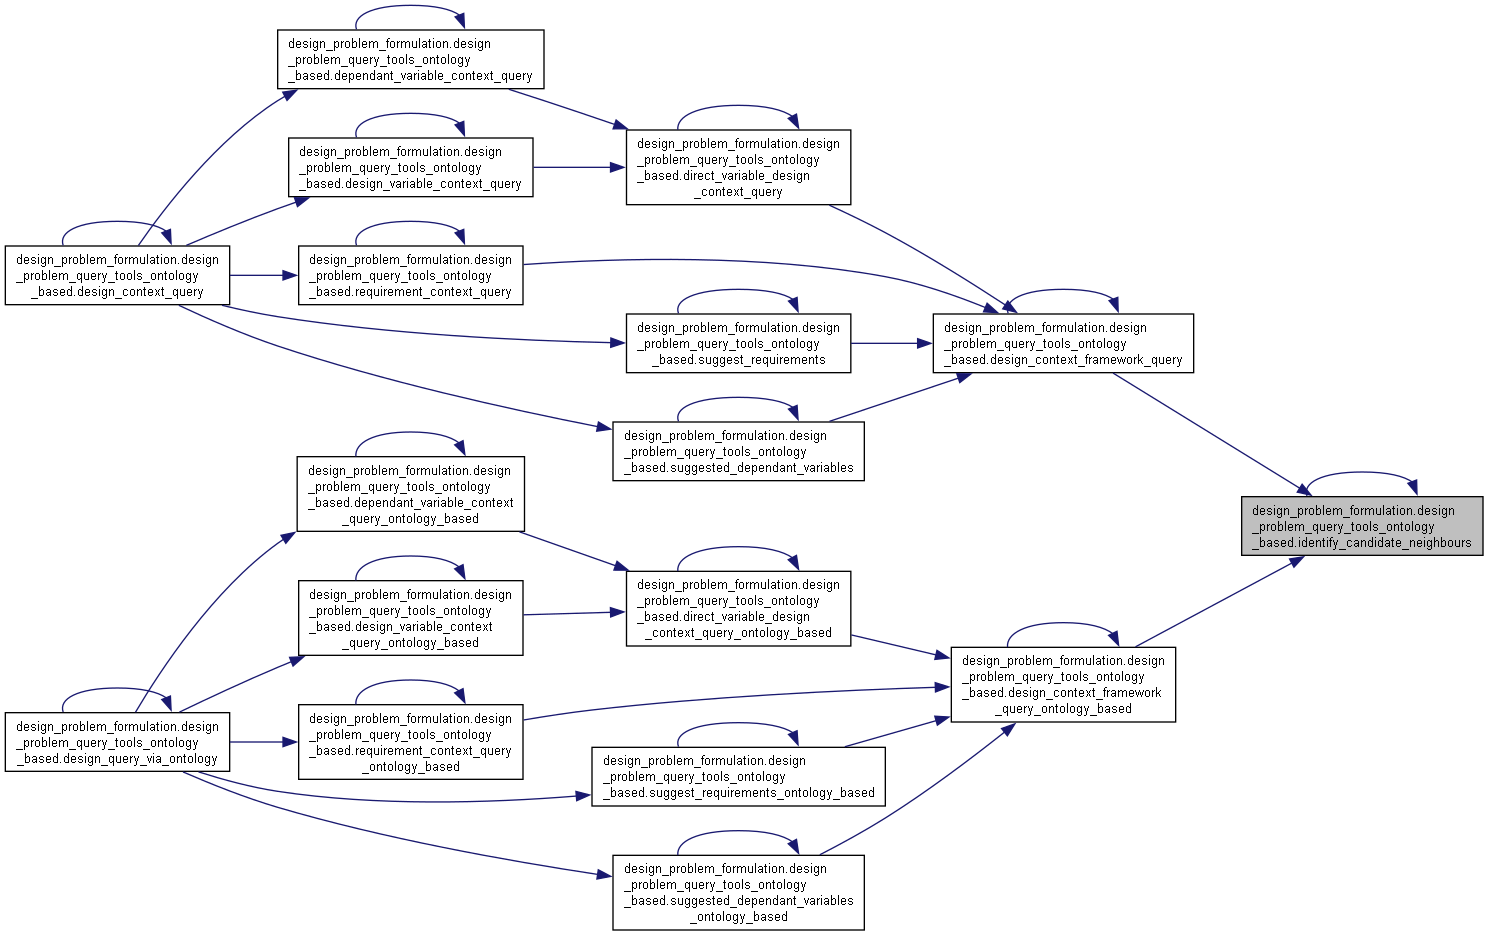 design_problem_formulation.design
_problem_query_tools_ontology
_based.dependant_variable_context_query
design_problem_formulation.design
_problem_query_tools_ontology
_based.design_variable_context_query
design_problem_formulation.design
_problem_query_tools_ontology
_based.direct_variable_design
_context_query
design_problem_formulation.design
_problem_query_tools_ontology
_based.design_context_query
design_problem_formulation.design
_problem_query_tools_ontology
_based.requirement_context_query
design_problem_formulation.design
_problem_query_tools_ontology
_based.suggest_requirements
design_problem_formulation.design
_problem_query_tools_ontology
_based.design_context_framework_query
design_problem_formulation.design
_problem_query_tools_ontology
_based.suggested_dependant_variables
design_problem_formulation.design
_problem_query_tools_ontology
_based.dependant_variable_context
_query_ontology_based
design_problem_formulation.design
_problem_query_tools_ontology
_based.identify_candidate_neighbours
design_problem_formulation.design
_problem_query_tools_ontology
_based.design_variable_context
_query_ontology_based
design_problem_formulation.design
_problem_query_tools_ontology
_based.direct_variable_design
_context_query_ontology_based
design_problem_formulation.design
_problem_query_tools_ontology
_based.design_context_framework
_query_ontology_based
design_problem_formulation.design
_problem_query_tools_ontology
_based.design_query_via_ontology
design_problem_formulation.design
_problem_query_tools_ontology
_based.requirement_context_query
_ontology_based
design_problem_formulation.design
_problem_query_tools_ontology
_based.suggest_requirements_ontology_based
design_problem_formulation.design
_problem_query_tools_ontology
_based.suggested_dependant_variables
_ontology_based